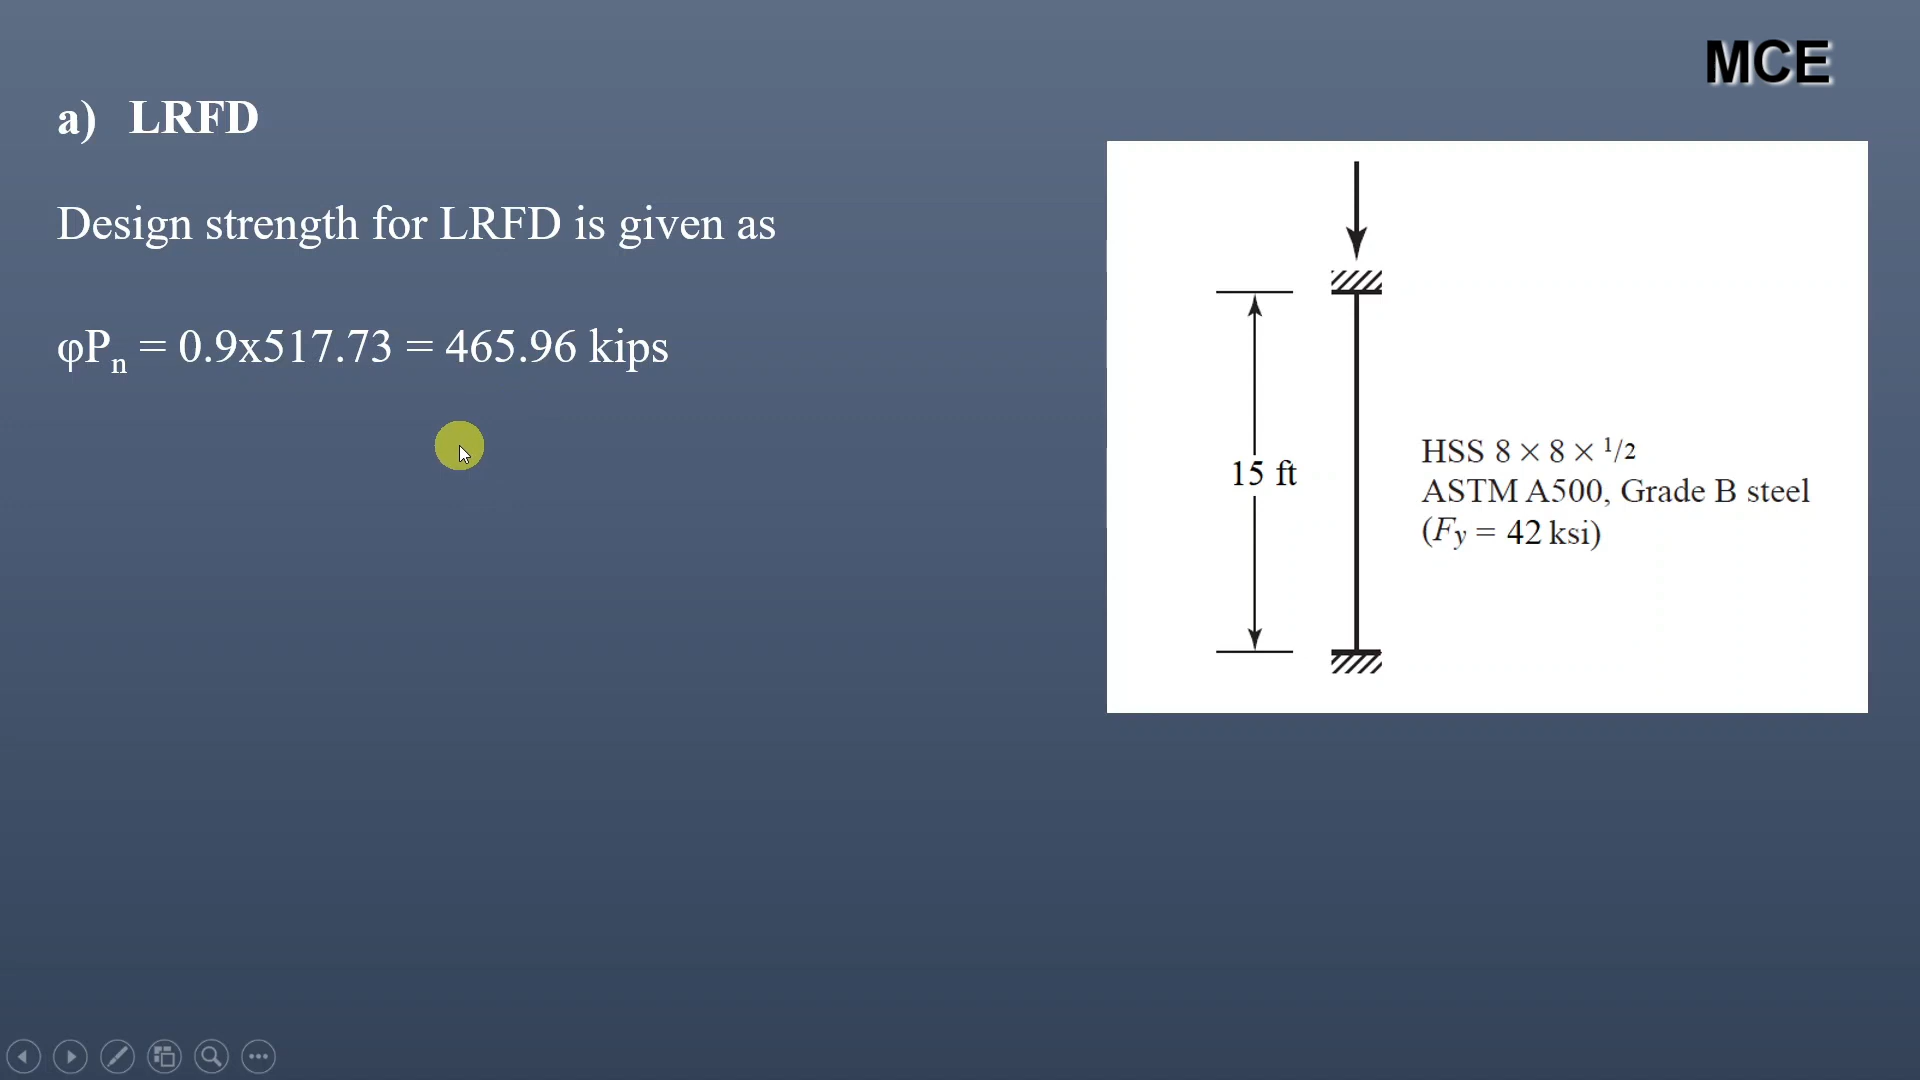 MCE
a) LRFD
Design strength for LRFD is given as
φPn = 0.9x517.73 = 465.96 kips
15 ft
HSS 8 × 8 × 1/2
ASTM A500, Grade B steel
(Fy = 42 ksi)